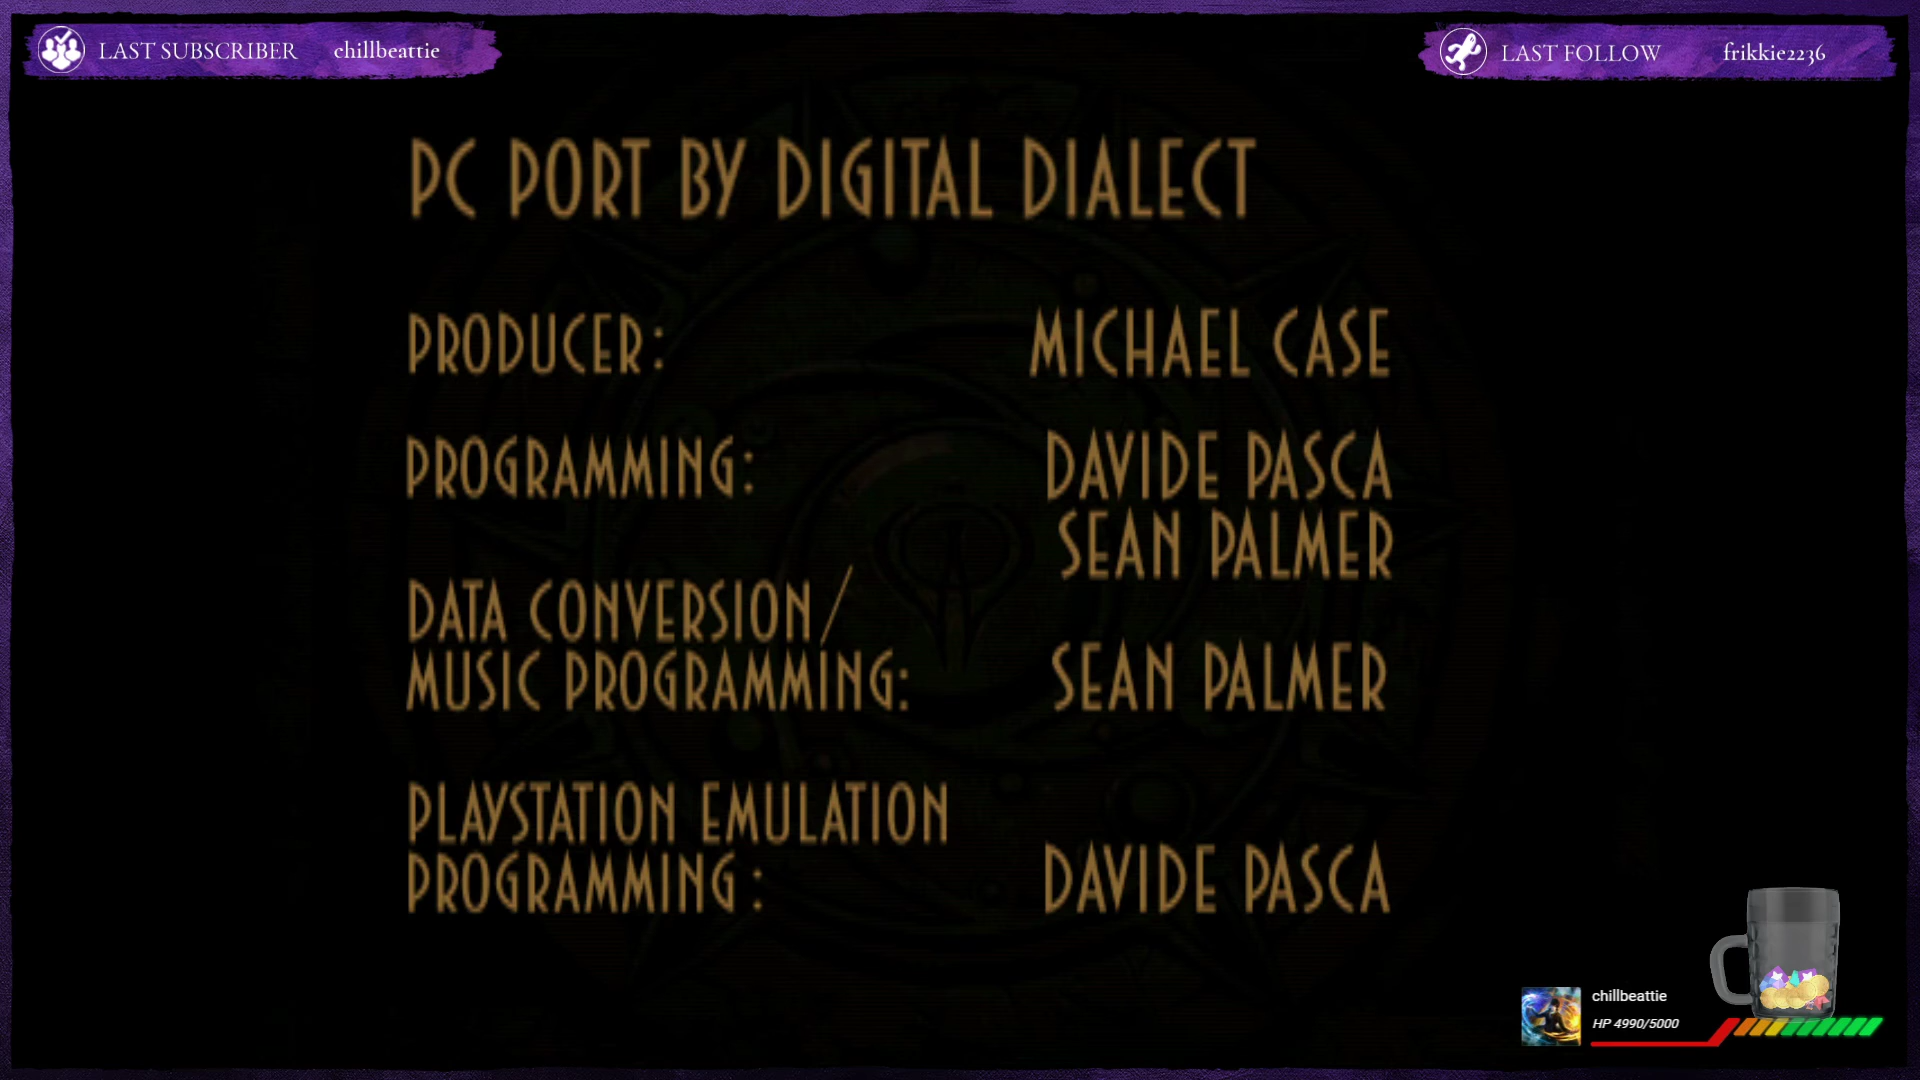 LAST SUBSCRIBER chillbeattie
LAST FOLLOW frikkie2236
PC PORT BY DIGITAL DIALECT
PRODUCER: MICHAEL CASE
PROGRAMMING: DAVIDE PASCA
SEAN PALMER
DATA CONVERSION/
MUSIC PROGRAMMING: SEAN PALMER
PLAYSTATION EMULATION
PROGRAMMING : DAVIDE PASCA
chillbeattie
HP 4990/5000